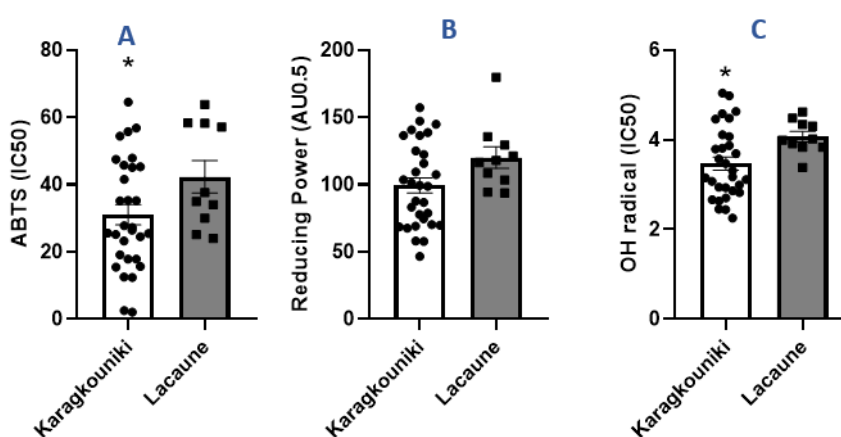 A
ABTS (IC50)
80
60
40
20
0
*
Karagkouniki
Lacaune
B
Reducing Power (AU0.5)
200
150
100
50
0
Karagkouniki
Lacaune
C
OH radical (IC50)
6
4
2
0
*
Karagkouniki
Lacaune